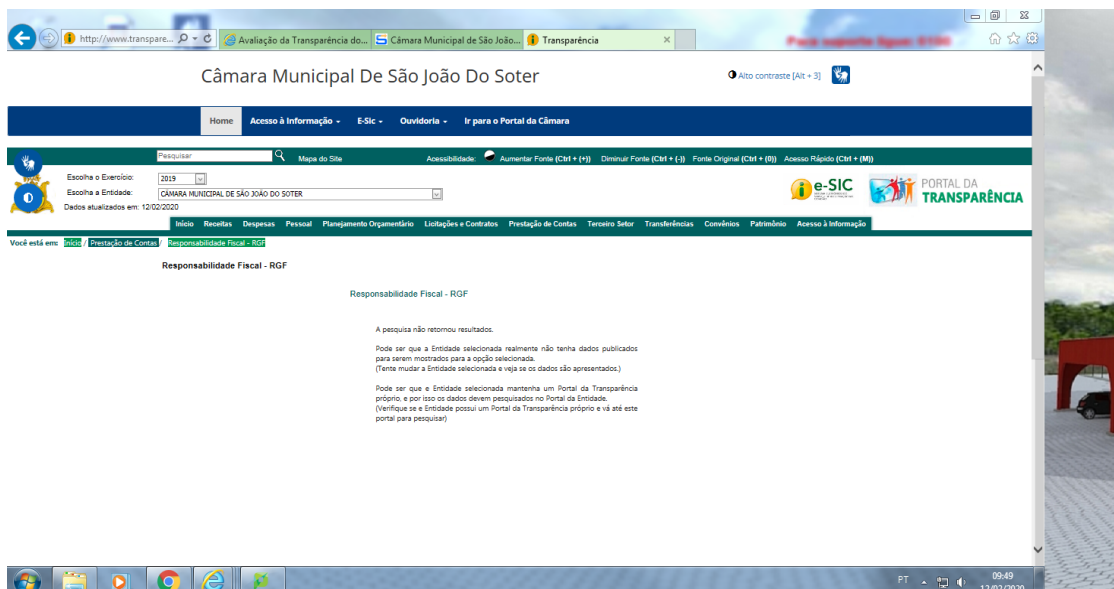 http://www.transpare...
Avaliação da Transparência do...
Câmara Municipal de São João...
Transparência
Para suporte ligue: 8100
Câmara Municipal De São João Do Soter
Alto contraste [Alt + 3]
Home Acesso à Informação E-Sic Ouvidoria Ir para o Portal da Câmara
Pesquisar Mapa do Site Acessibilidade: Aumentar Fonte (Ctrl + (+)) Diminuir Fonte (Ctrl + (-)) Fonte Original (Ctrl + (0)) Acesso Rápido (Ctrl + (M))
Escolha o Exercício: 2019
Escolha a Entidade: CÂMARA MUNICIPAL DE SÃO JOÃO DO SOTER
Dados atualizados em: 12/02/2020
e-SIC
PORTAL DA
TRANSPARÊNCIA
Início Receitas Despesas Pessoal Planejamento Orçamentário Licitações e Contratos Prestação de Contas Terceiro Setor Transferências Convênios Patrimônio Acesso à Informação
Você está em: Início / Prestação de Contas / Responsabilidade Fiscal - RGF
Responsabilidade Fiscal - RGF
Responsabilidade Fiscal - RGF
A pesquisa não retornou resultados.
Pode ser que a Entidade selecionada realmente não tenha dados publicados
para serem mostrados para a opção selecionada.
(Tente mudar a Entidade selecionada e veja se os dados são apresentados.)
Pode ser que e Entidade selecionada mantenha um Portal da Transparência
próprio, e por isso os dados devem pesquisados no Portal da Entidade.
(Verifique se e Entidade possui um Portal da Transparência próprio e vá até este
portal para pesquisar)
PT
09:49
12/02/2020